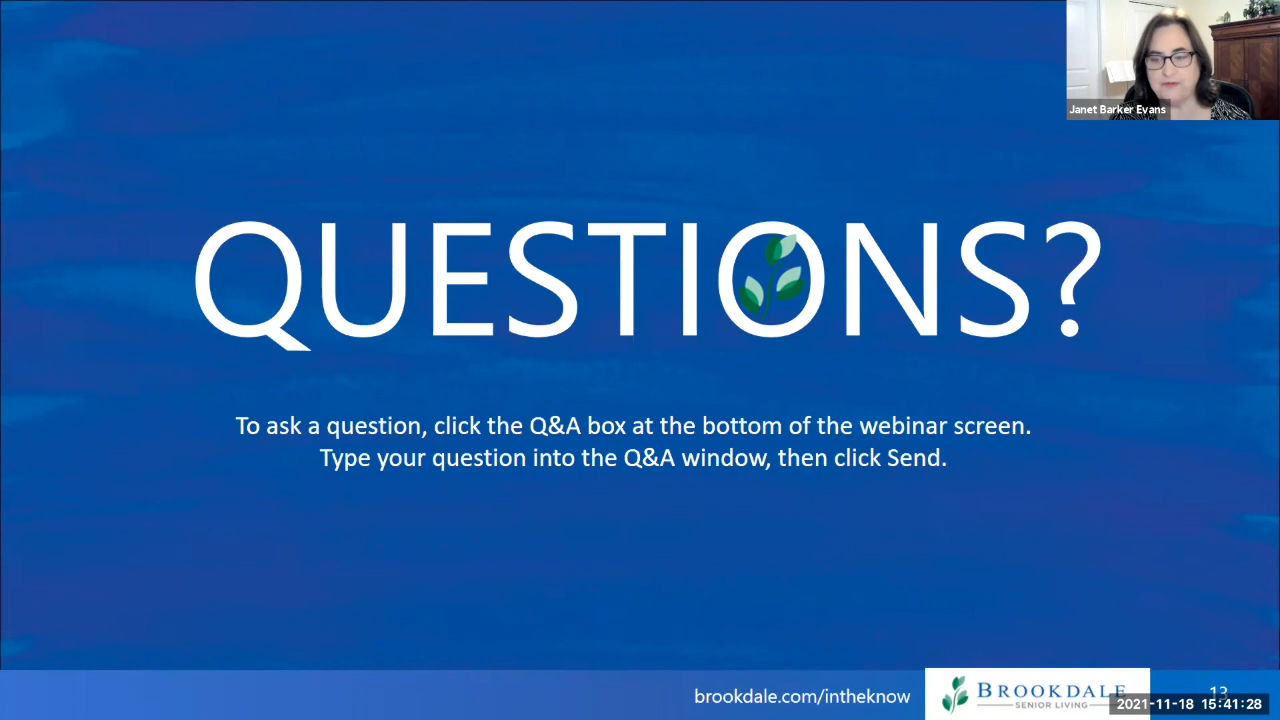 Janet Barker Evans
QUESTIONS?
To ask a question, click the Q&A box at the bottom of the webinar screen.
Type your question into the Q&A window, then click Send.
brookdale.com/intheknow
BROOKDALE
SENIOR LIVING
13
2021-11-18 15:41:28